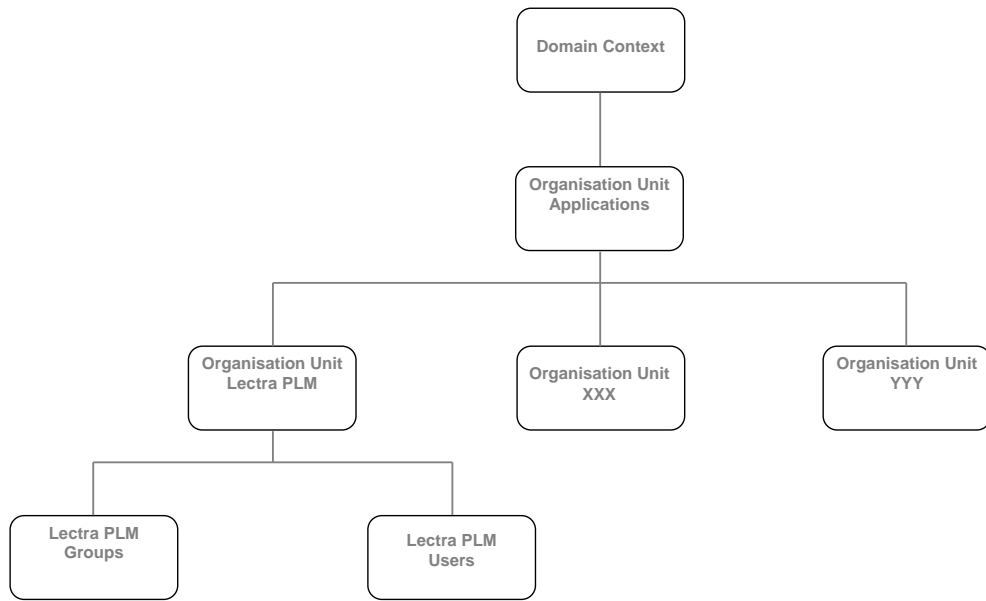 Domain Context
Organisation Unit
Applications
Organisation Unit
Lectra PLM
Organisation Unit
XXX
Organisation Unit
YYY
Lectra PLM
Groups
Lectra PLM
Users